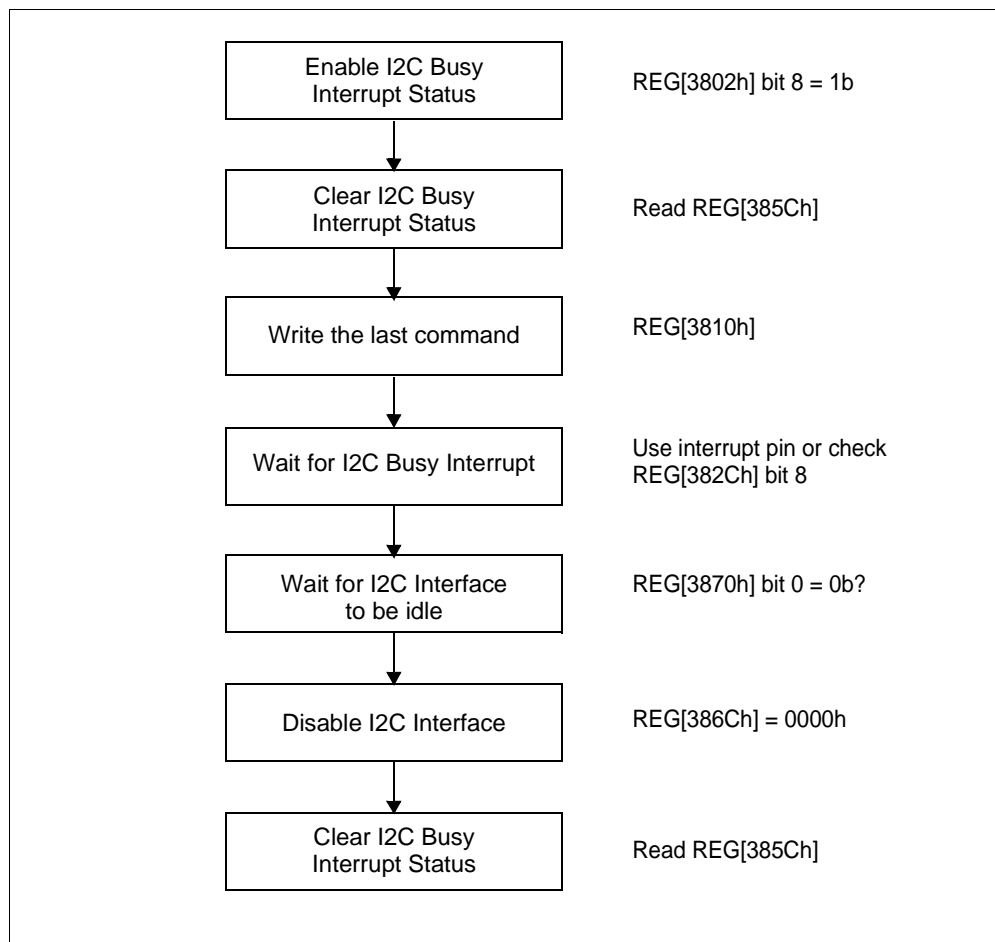 Enable I2C Busy
Interrupt Status
REG[3802h] bit 8 = 1b
Clear I2C Busy
Interrupt Status
Read REG[385Ch]
Write the last command
REG[3810h]
Wait for I2C Busy Interrupt
Use interrupt pin or check
REG[382Ch] bit 8
Wait for I2C Interface
to be idle
REG[3870h] bit 0 = 0b?
Disable I2C Interface
REG[386Ch] = 0000h
Clear I2C Busy
Interrupt Status
Read REG[385Ch]